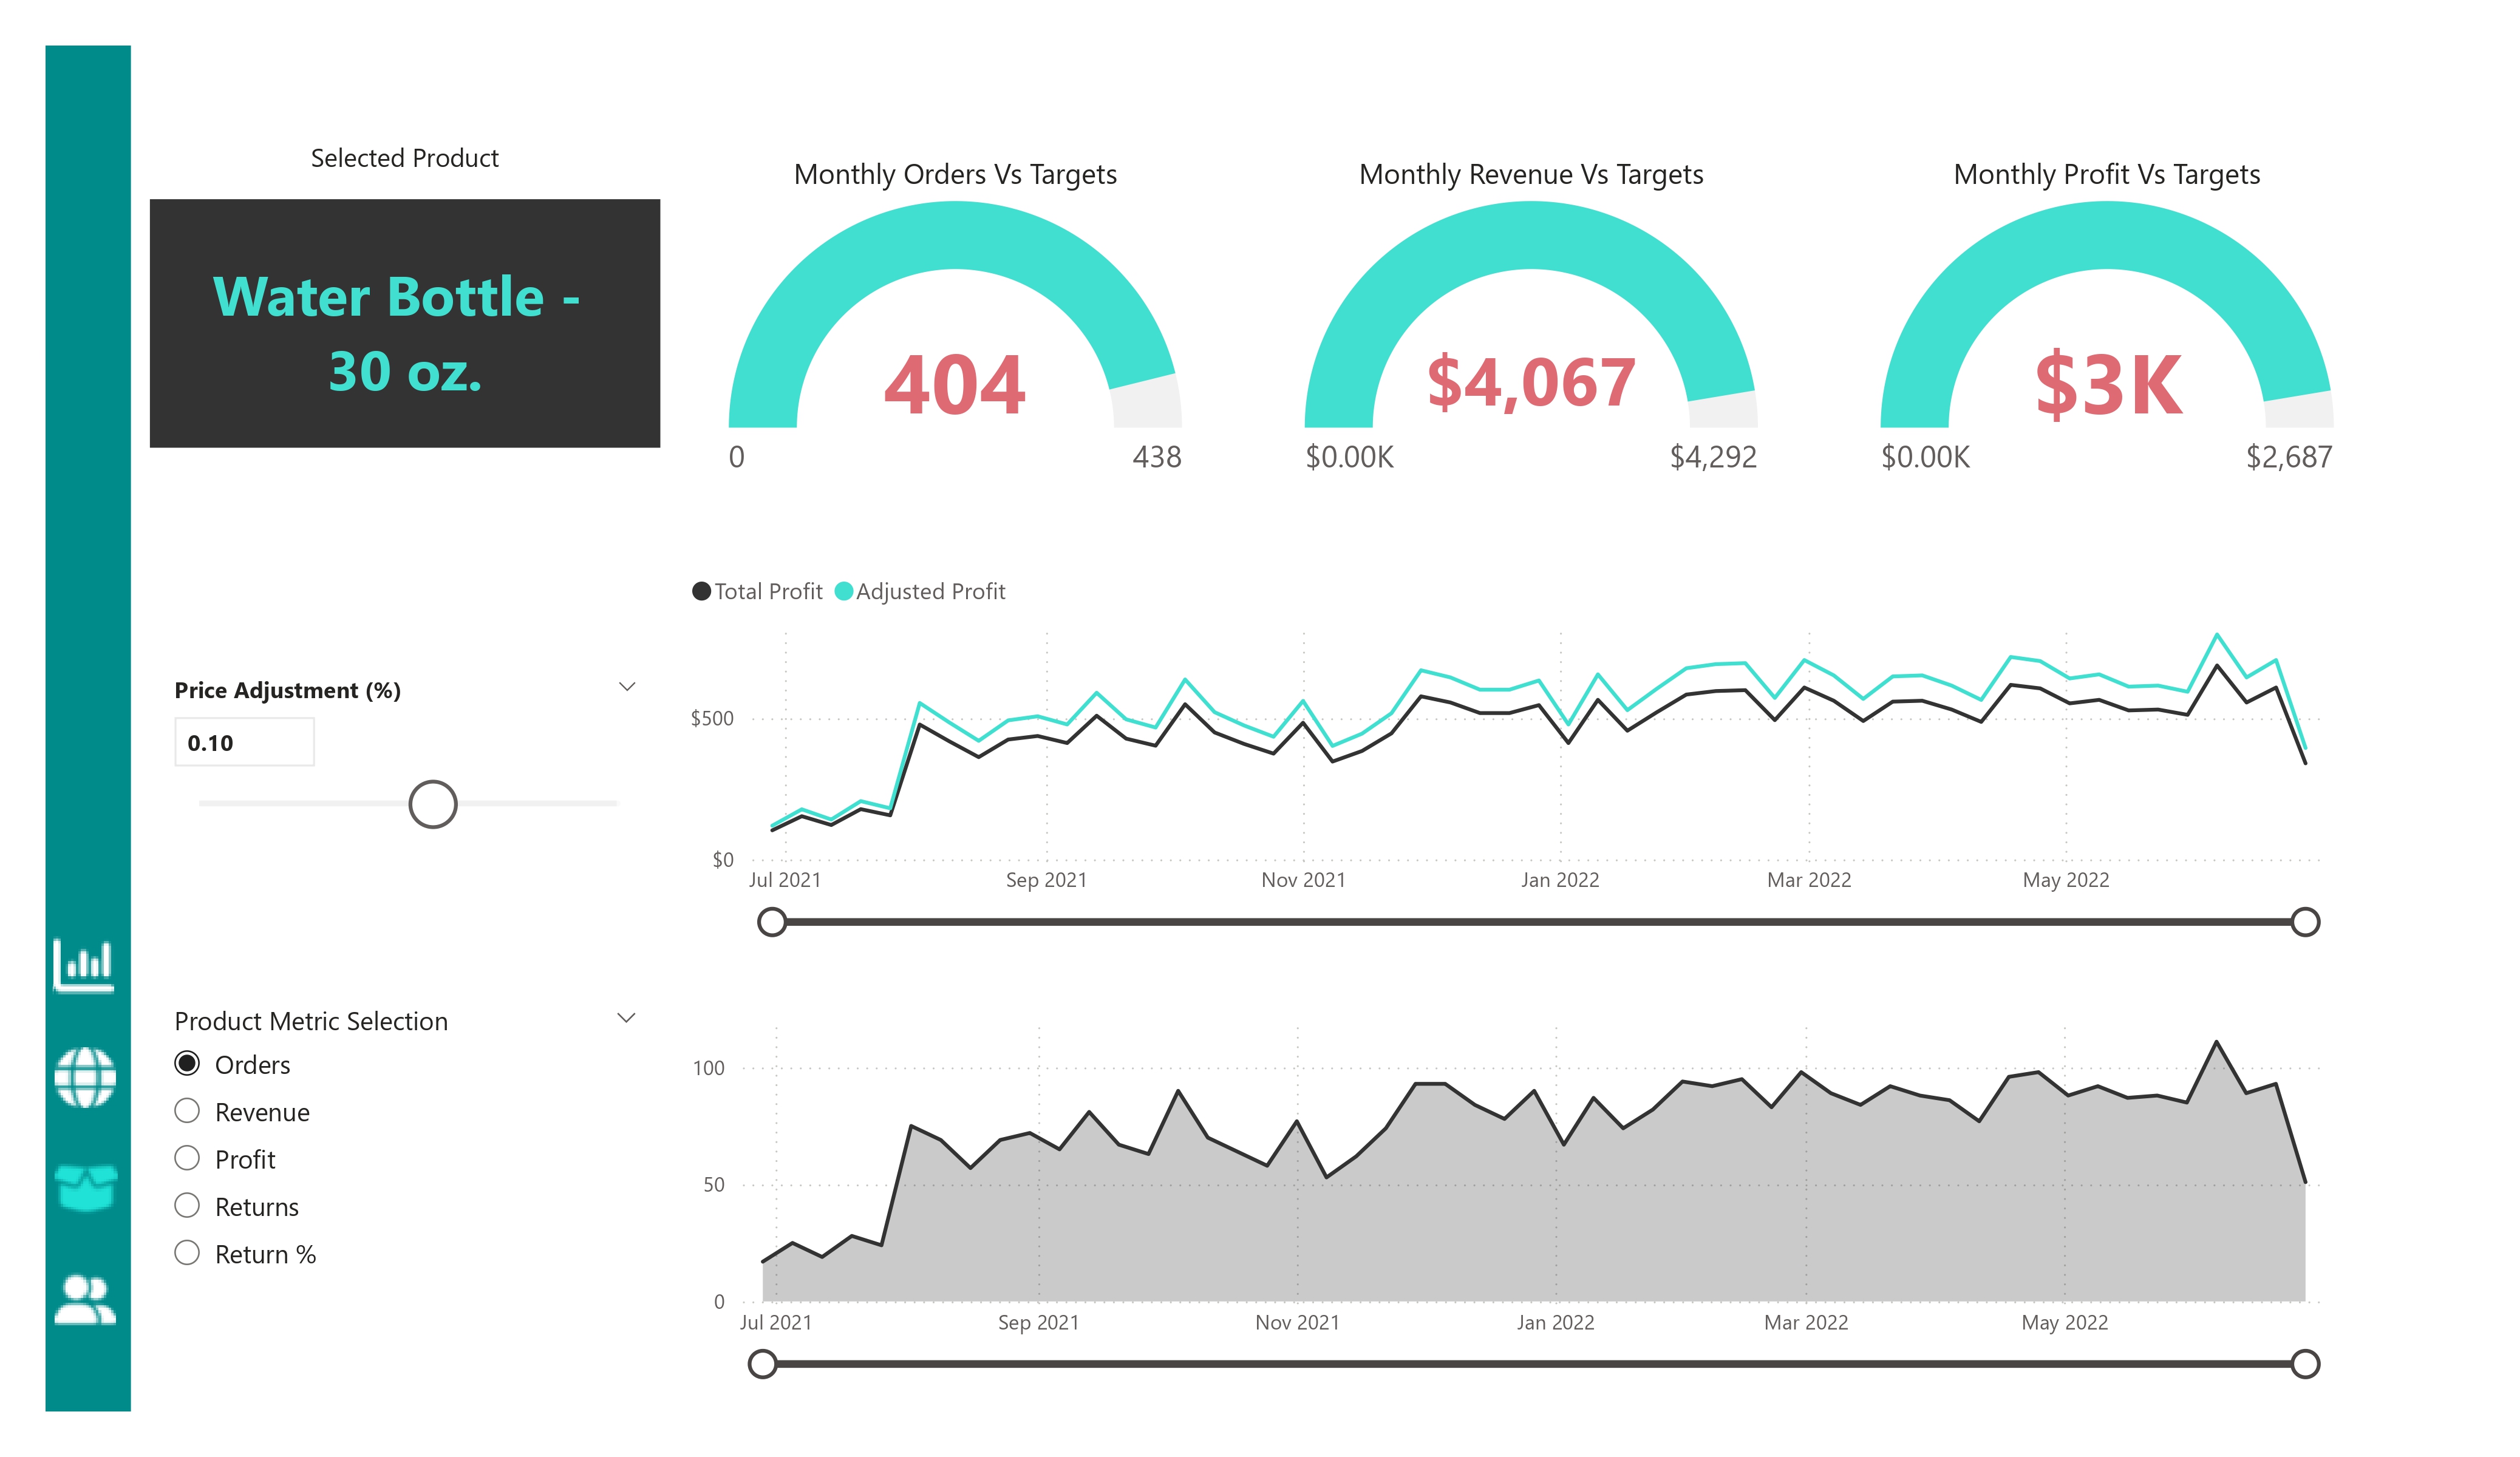 Selected Product
Water Bottle -
30 oz.
Monthly Orders Vs Targets
404
0
438
Monthly Revenue Vs Targets
$4,067
$0.00K
$4,292
Monthly Profit Vs Targets
$3K
$0.00K
$2,687
Price Adjustment (%)
0.10
Total Profit
Adjusted Profit
$500
$0
Jul 2021
Sep 2021
Nov 2021
Jan 2022
Mar 2022
May 2022
Product Metric Selection
Orders
Revenue
Profit
Returns
Return %
100
50
0
Jul 2021
Sep 2021
Nov 2021
Jan 2022
Mar 2022
May 2022